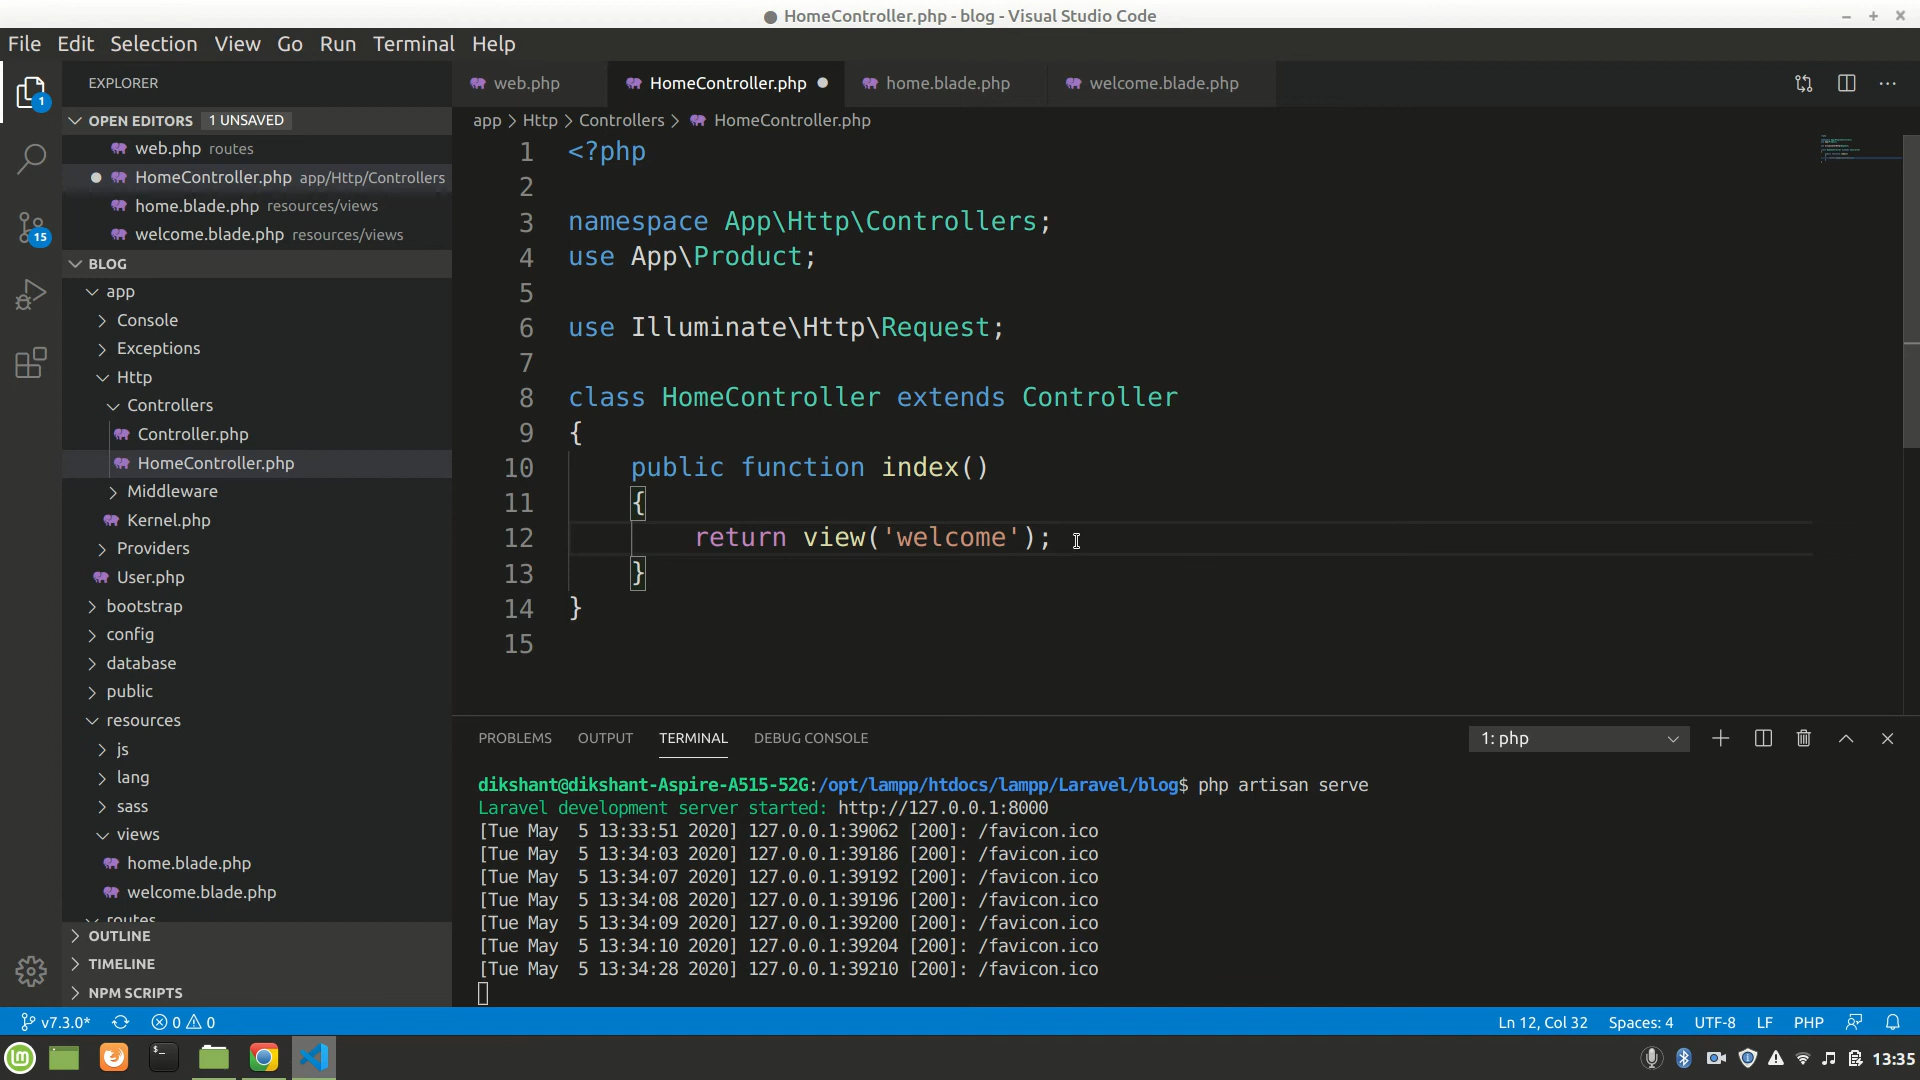 HomeController.php - blog - Visual Studio Code
File Edit Selection View Go Run Terminal Help
EXPLORER
1
OPEN EDITORS 1 UNSAVED
web.php routes
HomeController.php app/Http/Controllers
home.blade.php resources/views
welcome.blade.php resources/views
15
BLOG
app
Console
Exceptions
Http
Controllers
Controller.php
HomeController.php
Middleware
Kernel.php
Providers
User.php
bootstrap
config
database
public
resources
js
lang
sass
views
home.blade.php
welcome.blade.php
routes
OUTLINE
TIMELINE
NPM SCRIPTS
web.php HomeController.php home.blade.php welcome.blade.php
app > Http > Controllers > HomeController.php
1 <?php
2
3 namespace App\Http\Controllers;
4 use App\Product;
5
6 use Illuminate\Http\Request;
7
8 class HomeController extends Controller
9 {
10 public function index()
11 {
12 return view('welcome');
13 }
14 }
15
PROBLEMS OUTPUT TERMINAL DEBUG CONSOLE 1: php
dikshant@dikshant-Aspire-A515-52G:/opt/lampp/htdocs/lampp/Laravel/blog$ php artisan serve
Laravel development server started: http://127.0.0.1:8000
[Tue May  5 13:33:51 2020] 127.0.0.1:39062 [200]: /favicon.ico
[Tue May  5 13:34:03 2020] 127.0.0.1:39186 [200]: /favicon.ico
[Tue May  5 13:34:07 2020] 127.0.0.1:39192 [200]: /favicon.ico
[Tue May  5 13:34:08 2020] 127.0.0.1:39196 [200]: /favicon.ico
[Tue May  5 13:34:09 2020] 127.0.0.1:39200 [200]: /favicon.ico
[Tue May  5 13:34:10 2020] 127.0.0.1:39204 [200]: /favicon.ico
[Tue May  5 13:34:28 2020] 127.0.0.1:39210 [200]: /favicon.ico
v7.3.0* 0 0 Ln 12, Col 32 Spaces: 4 UTF-8 LF PHP
13:35